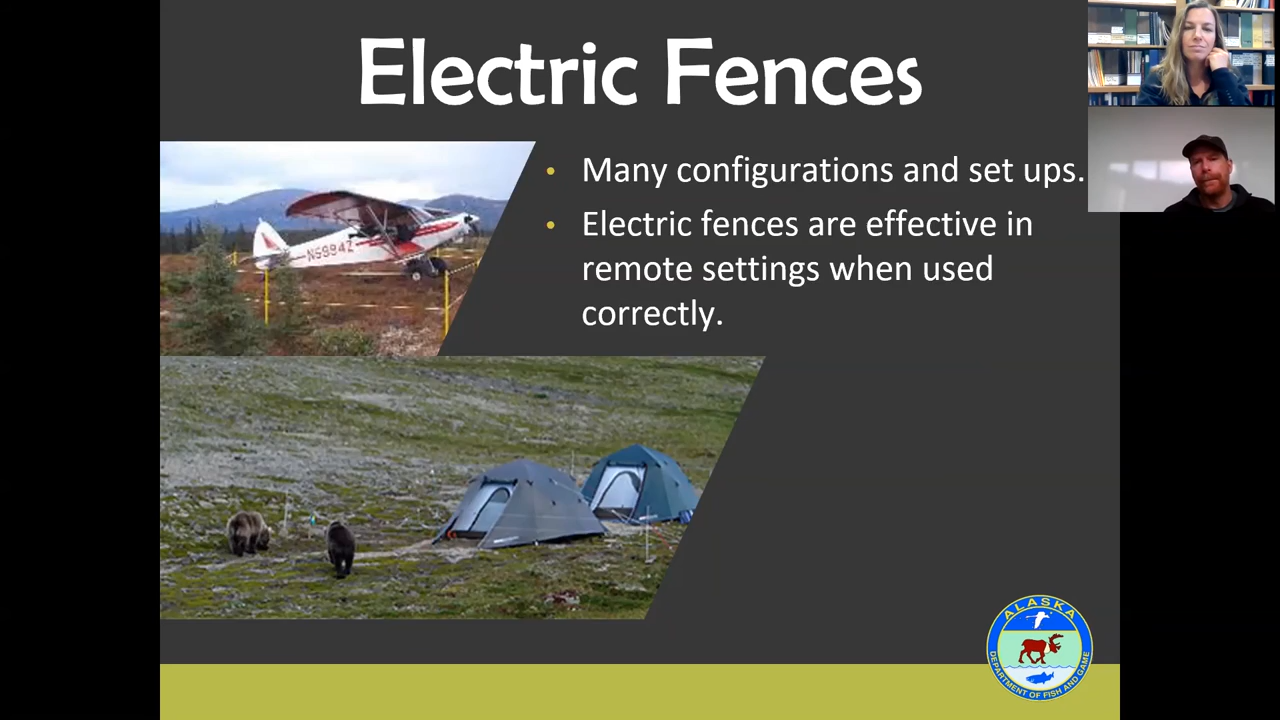 Electric Fences
• Many configurations and set ups.
• Electric fences are effective in
remote settings when used
correctly.
N5994Z
ALASKA
DEPARTMENT OF FISH AND GAME